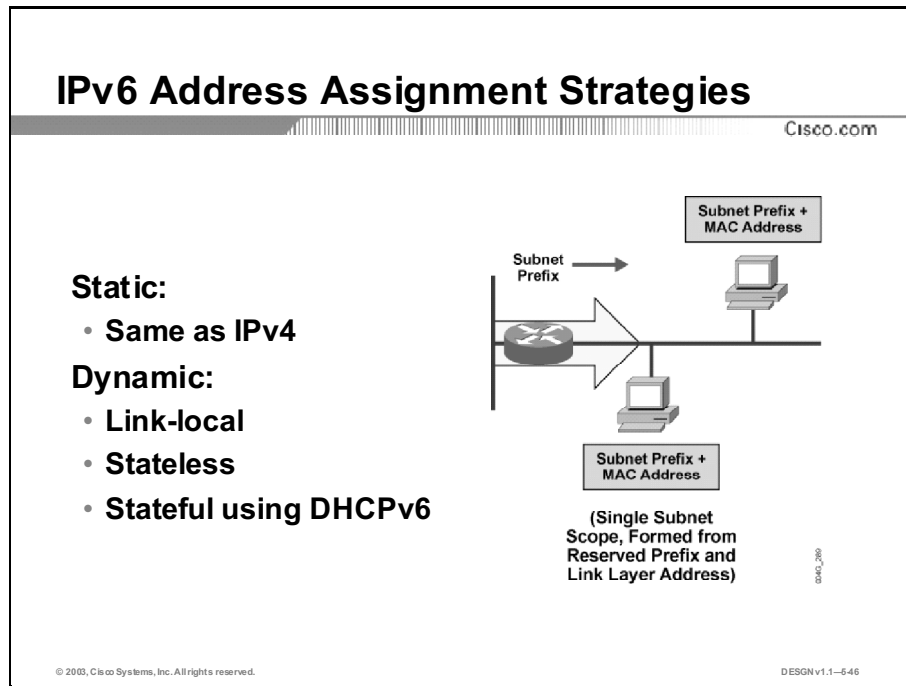 IPv6 Address Assignment Strategies
Cisco.com
Static:
• Same as IPv4
Dynamic:
• Link-local
• Stateless
• Stateful using DHCPv6
Subnet Prefix +
MAC Address
Subnet
Prefix
Subnet Prefix +
MAC Address
(Single Subnet
Scope, Formed from
Reserved Prefix and
Link Layer Address)
© 2003, Cisco Systems, Inc. All rights reserved.
DESGN v1.1—5-46